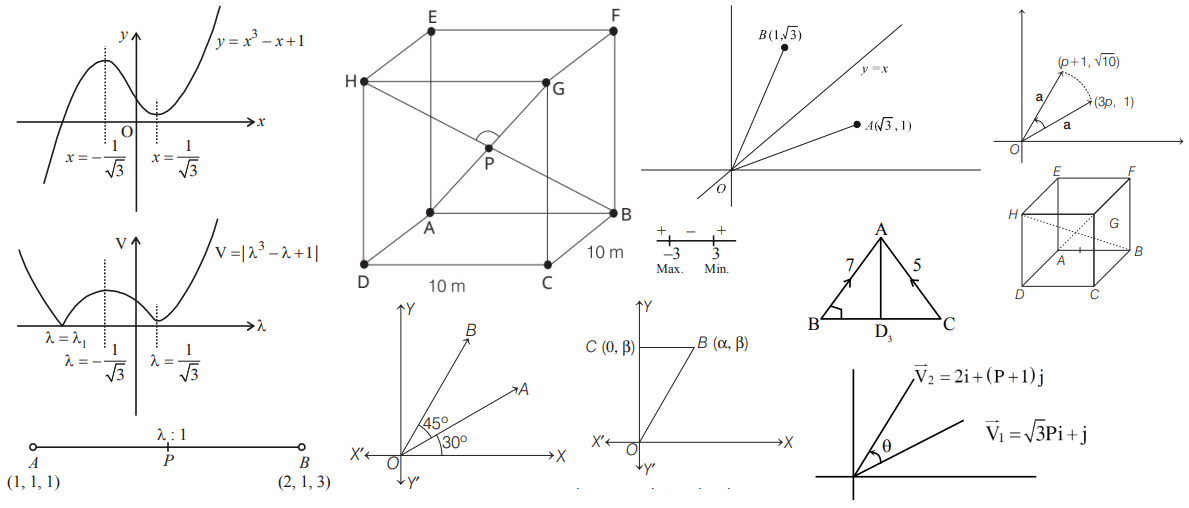 y
y = x³ – x + 1
O
x
x = – 1/√3
x = 1/√3
V
V = |λ³ – λ + 1|
λ
λ = λ₁
λ = – 1/√3
λ = 1/√3
λ : 1
A
P
B
(1, 1, 1)
(2, 1, 3)
E
F
H
G
P
A
B
10 m
D
C
10 m
B(1,√3)
y = x
A(√3 , 1)
O
(p+1, √10)
a
(3p, 1)
a
O
E
F
H
G
A
B
D
C
+ – +
–3 3
Max. Min.
A
7
5
B
D₃
C
Y
B
A
45º
30º
X′
O
X
Y′
Y
C (0, β)
B (α, β)
X′
O
X
Y′
V⃗₂ = 2i + (P + 1) j
V⃗₁ = √3Pi + j
θ